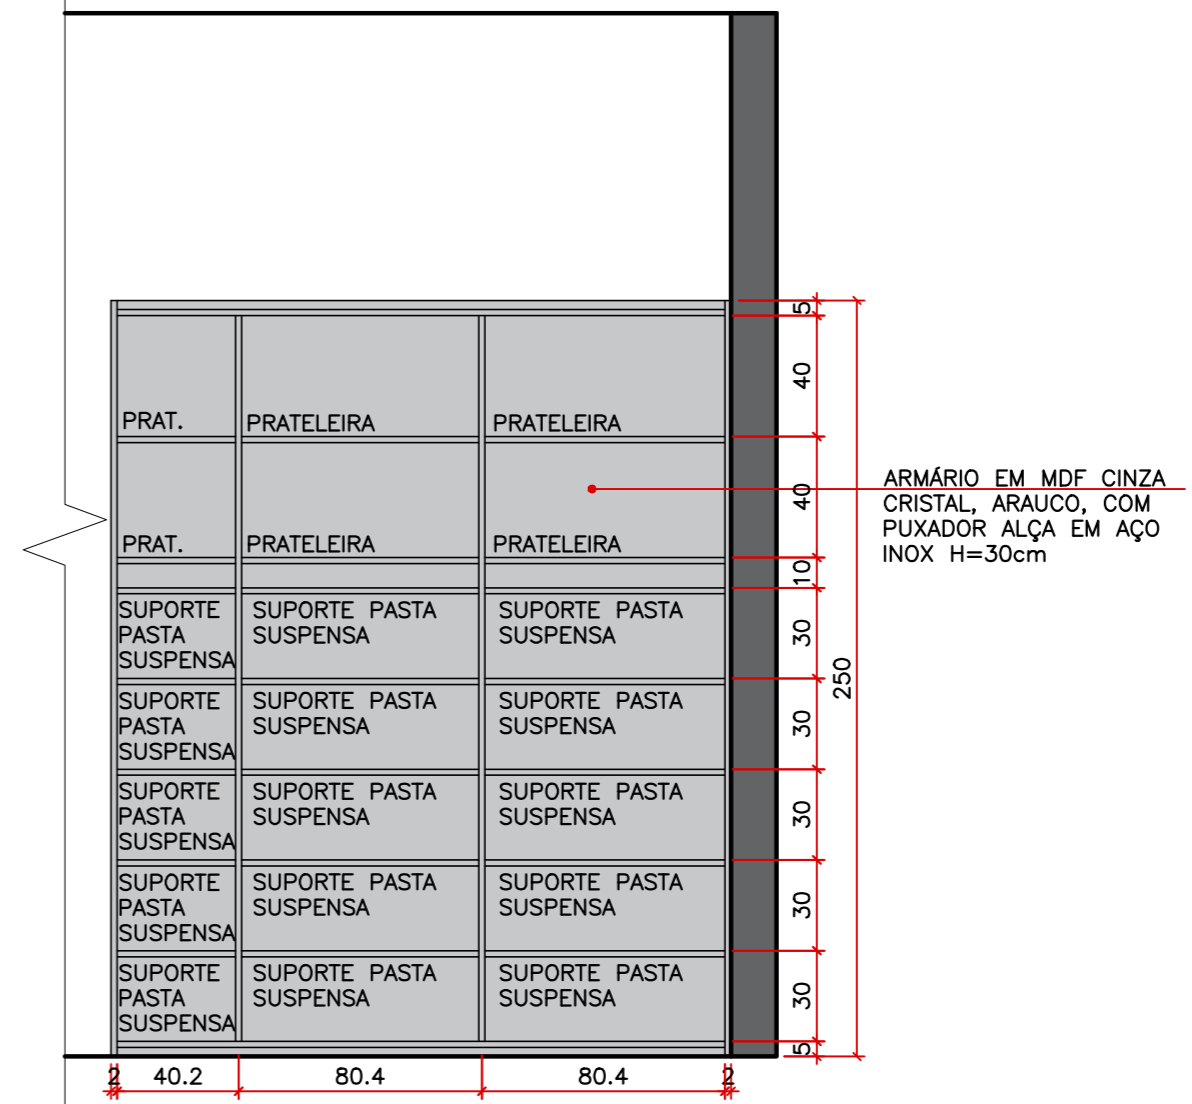 5
40
PRAT.
PRATELEIRA
PRATELEIRA
40
ARMÁRIO EM MDF CINZA
CRISTAL, ARAUCO, COM
PUXADOR ALÇA EM AÇO
INOX H=30cm
PRAT.
PRATELEIRA
PRATELEIRA
10
SUPORTE
PASTA
SUSPENSA
SUPORTE PASTA
SUSPENSA
SUPORTE PASTA
SUSPENSA
30
250
SUPORTE
PASTA
SUSPENSA
SUPORTE PASTA
SUSPENSA
SUPORTE PASTA
SUSPENSA
30
SUPORTE
PASTA
SUSPENSA
SUPORTE PASTA
SUSPENSA
SUPORTE PASTA
SUSPENSA
30
SUPORTE
PASTA
SUSPENSA
SUPORTE PASTA
SUSPENSA
SUPORTE PASTA
SUSPENSA
30
SUPORTE
PASTA
SUSPENSA
SUPORTE PASTA
SUSPENSA
SUPORTE PASTA
SUSPENSA
30
5
2 40.2 80.4 80.4 2